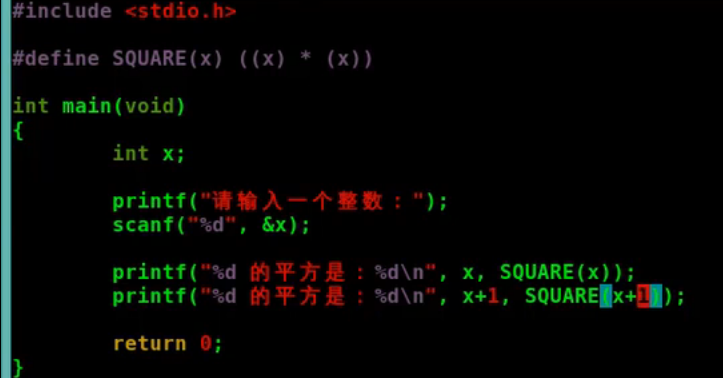 #include <stdio.h>
#define SQUARE(x) ((x) * (x))
int main(void)
{
int x;
printf("请输入一个整数：");
scanf("%d", &x);
printf("%d 的平方是：%d\n", x, SQUARE(x));
printf("%d 的平方是：%d\n", x+1, SQUARE(x+1));
return 0;
}